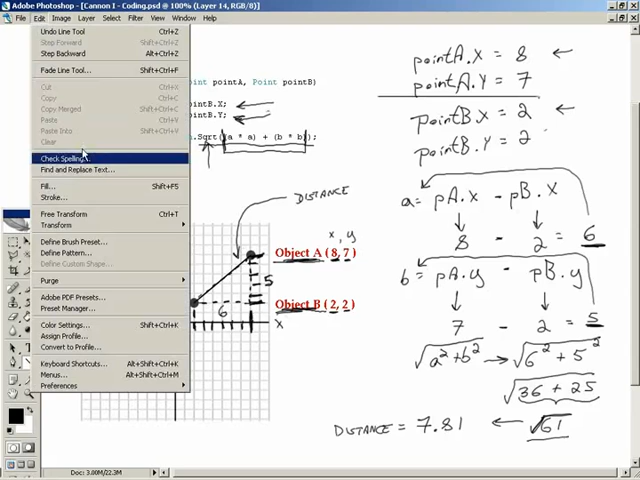 Adobe Photoshop - [Cannon I - Coding.psd @ 100% (Layer 14, RGB/8)]
File Edit Image Layer Select Filter View Window Help
Undo Line Tool Ctrl+Z
Step Forward Shift+Ctrl+Z
Step Backward Alt+Ctrl+Z
Fade Line Tool... Shift+Ctrl+F
Cut Ctrl+X
Copy Ctrl+C
Copy Merged Shift+Ctrl+C
Paste Ctrl+V
Paste Into Shift+Ctrl+V
Clear
Check Spelling...
Find and Replace Text...
Fill... Shift+F5
Stroke...
Free Transform Ctrl+T
Transform
Define Brush Preset...
Define Pattern...
Define Custom Shape...
Purge
Adobe PDF Presets...
Preset Manager...
Color Settings... Shift+Ctrl+K
Assign Profile...
Convert to Profile...
Keyboard Shortcuts... Alt+Shift+Ctrl+K
Menus... Alt+Shift+Ctrl+M
Preferences
Point pointA, Point pointB)
intB.X;
intB.Y;
.Sqrt((a * a) + (b * b));
DISTANCE
x, y
Object A (8, 7)
5
Object B (2, 2)
6
x
pointA.X = 8 ←
pointA.Y = 7
pointB.X = 2 ←
pointB.Y = 2
a= pA.x - pB.x
8 - 2 = 6
b= pA.y - pB.y
7 - 2 = 5
√a²+b² → √6²+5²
√36 + 25
DISTANCE = 7.81 ← √61
Doc: 3.00M/22.3M